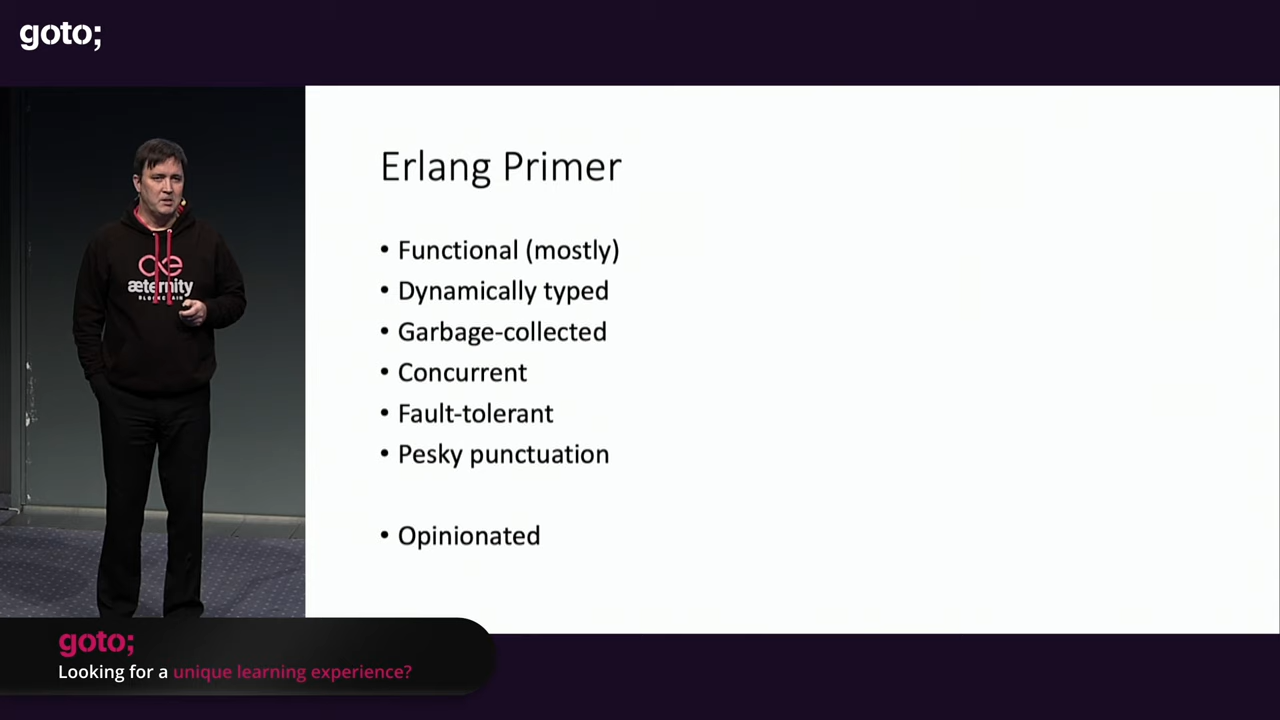 goto;
æternity
BLOCKCHAIN
Erlang Primer
• Functional (mostly)
• Dynamically typed
• Garbage-collected
• Concurrent
• Fault-tolerant
• Pesky punctuation
• Opinionated
goto;
Looking for a unique learning experience?